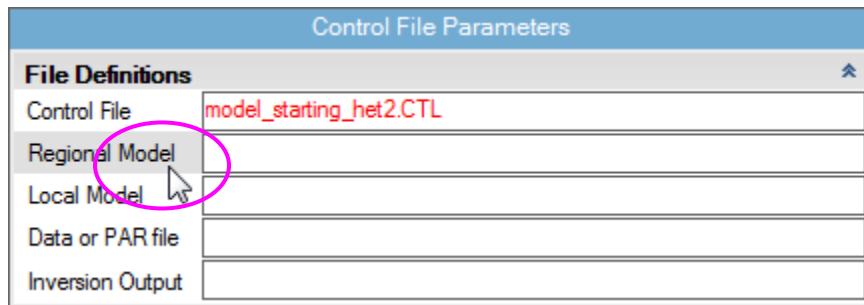 Control File Parameters
File Definitions
Control File model_starting_het2.CTL
Regional Model
Local Model
Data or PAR file
Inversion Output